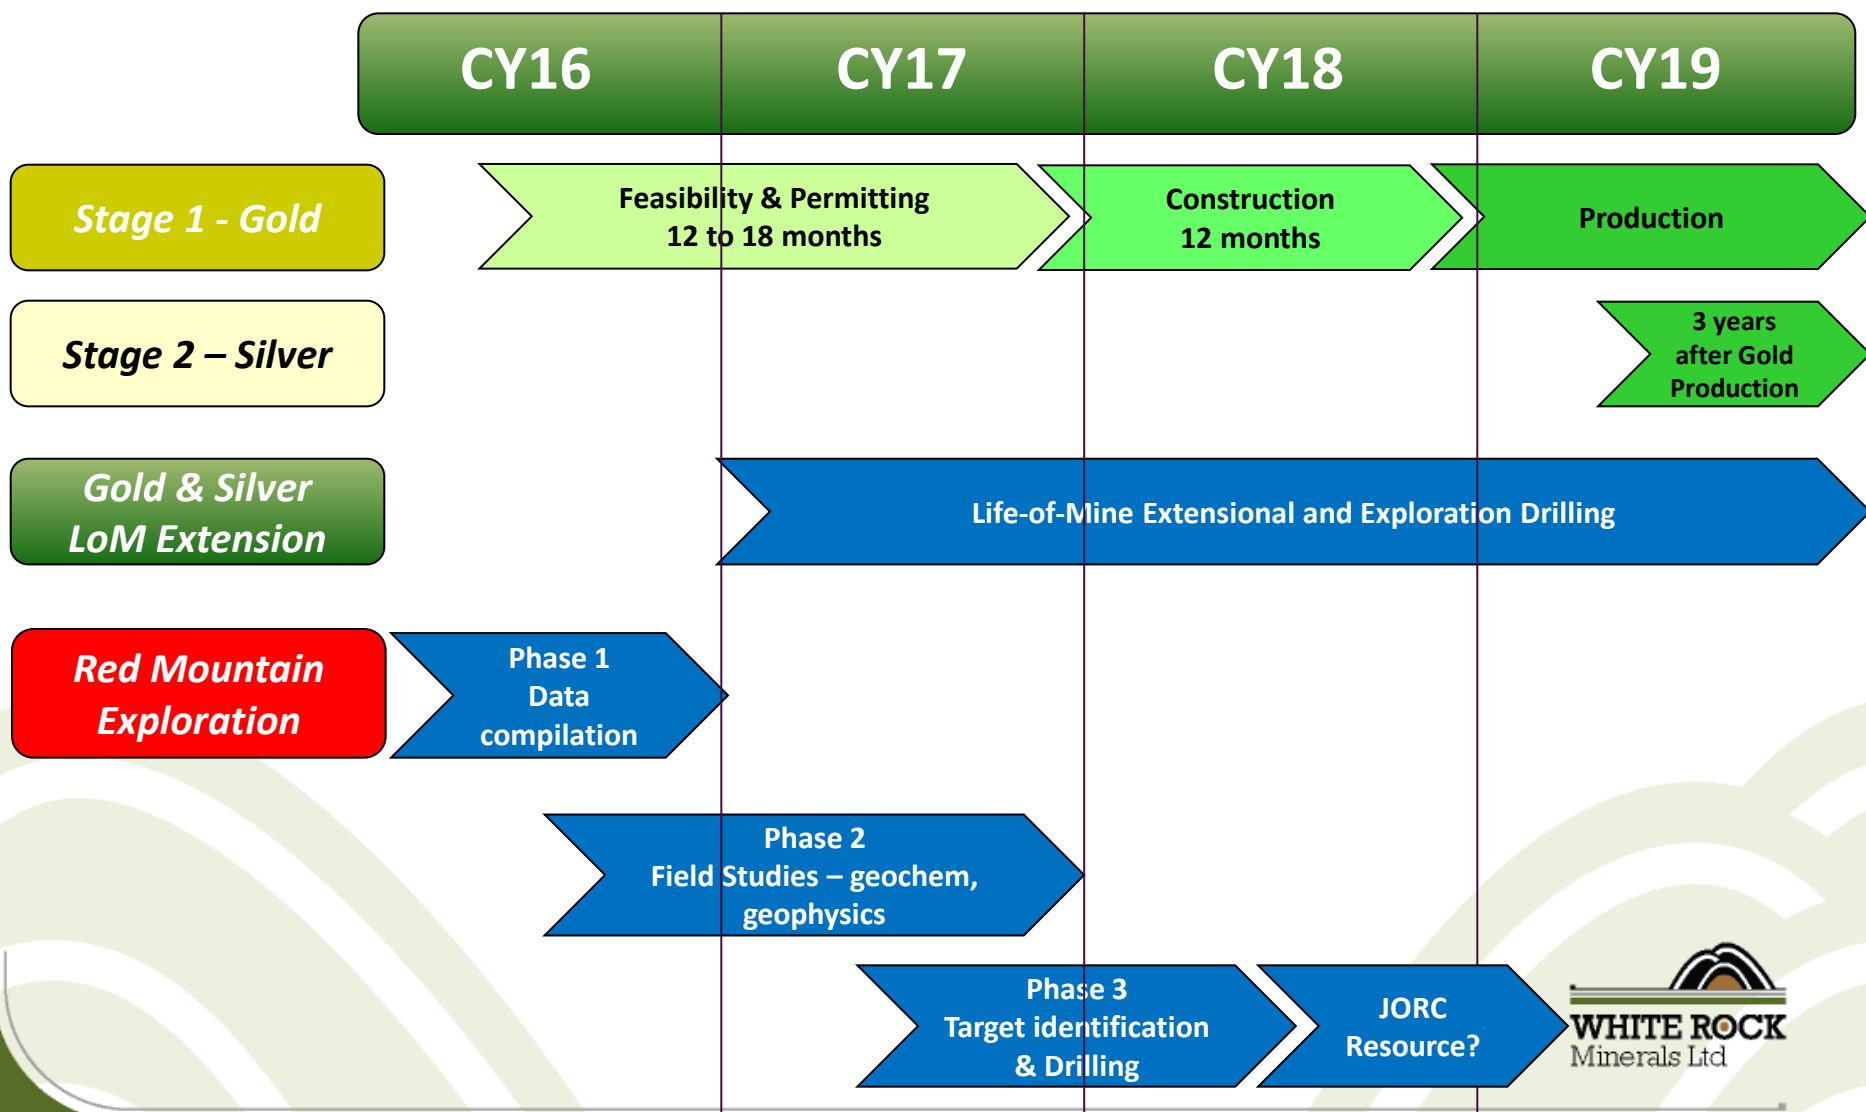 CY16
CY17
CY18
CY19
Stage 1 - Gold
Feasibility & Permitting
12 to 18 months
Construction
12 months
Production
Stage 2 – Silver
3 years
after Gold
Production
Gold & Silver
LoM Extension
Life-of-Mine Extensional and Exploration Drilling
Red Mountain
Exploration
Phase 1
Data
compilation
Phase 2
Field Studies – geochem,
geophysics
Phase 3
Target identification
& Drilling
JORC
Resource?
WHITE ROCK
Minerals Ltd